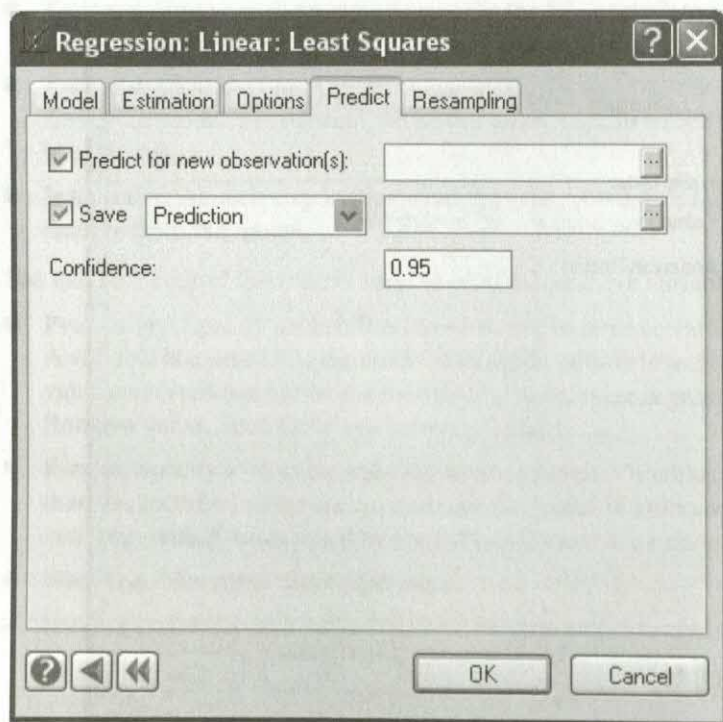 Regression: Linear: Least Squares
Model Estimation Options Predict Resampling
Predict for new observation(s):
Save Prediction
Confidence: 0.95
OK Cancel